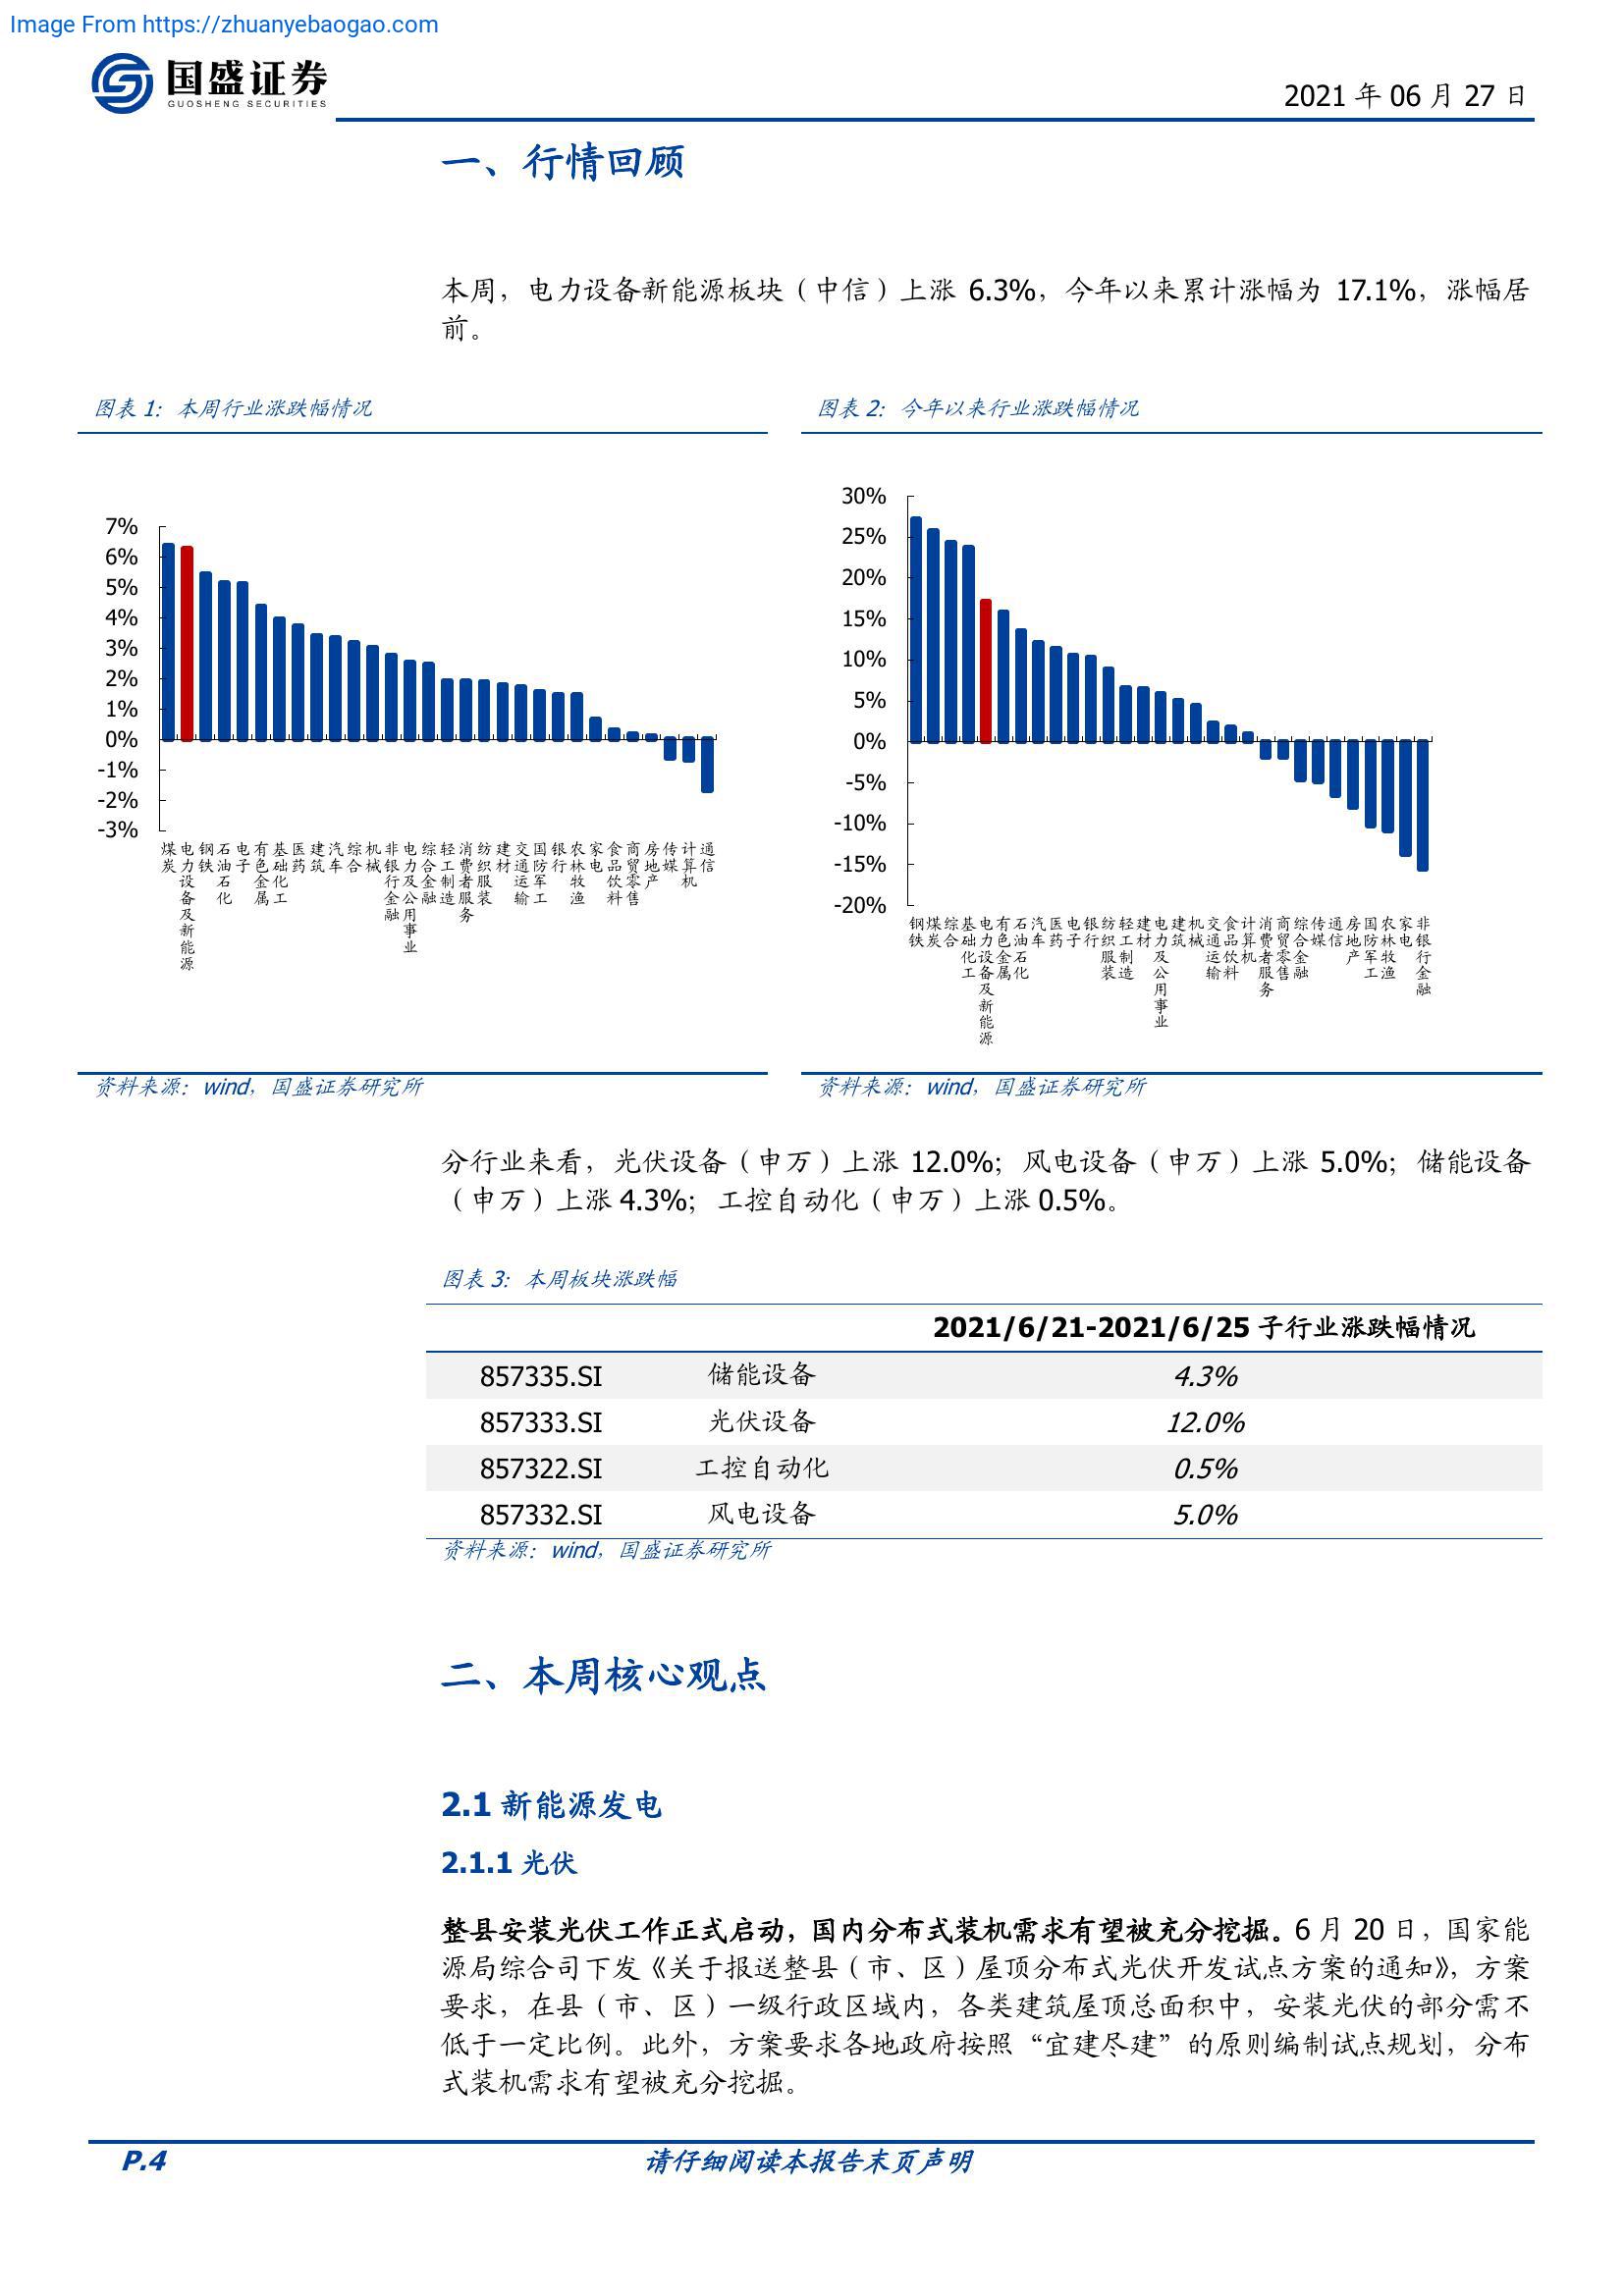 Image From https://zhuanyebaogao.com
国盛证券
GUOSHENG SECURITIES
2021 年 06 月 27 日
一、行情回顾
本周，电力设备新能源板块（中信）上涨 6.3%，今年以来累计涨幅为 17.1%，涨幅居
前。
图表 1：本周行业涨跌幅情况
7%
6%
5%
4%
3%
2%
1%
0%
-1%
-2%
-3%
煤炭
电力设备及新能源
钢铁
石油石化
电子
有色金属
基础化工
医药
建筑
汽车
综合
机械
非银行金融
电力及公用事业
综合金融
轻工制造
消费者服务
纺织服装
建材
交通运输
国防军工
银行
农林牧渔
家电
食品饮料
商贸零售
房地产
传媒
计算机
通信
资料来源：wind，国盛证券研究所
图表 2：今年以来行业涨跌幅情况
30%
25%
20%
15%
10%
5%
0%
-5%
-10%
-15%
-20%
钢铁
煤炭
综合
基础化工
电力设备及新能源
有色金属
石油石化
汽车
医药
电子
银行
纺织服装
轻工制造
建材
电力及公用事业
建筑
机械
交通运输
食品饮料
计算机
消费者服务
商贸零售
综合金融
传媒
通信
房地产
国防军工
农林牧渔
家电
非银行金融
资料来源：wind，国盛证券研究所
分行业来看，光伏设备（申万）上涨 12.0%；风电设备（申万）上涨 5.0%；储能设备
（申万）上涨 4.3%；工控自动化（申万）上涨 0.5%。
图表 3：本周板块涨跌幅
2021/6/21-2021/6/25 子行业涨跌幅情况
857335.SI 储能设备 4.3%
857333.SI 光伏设备 12.0%
857322.SI 工控自动化 0.5%
857332.SI 风电设备 5.0%
资料来源：wind，国盛证券研究所
二、本周核心观点
2.1 新能源发电
2.1.1 光伏
整县安装光伏工作正式启动，国内分布式装机需求有望被充分挖掘。6 月 20 日，国家能
源局综合司下发《关于报送整县（市、区）屋顶分布式光伏开发试点方案的通知》，方案
要求，在县（市、区）一级行政区域内，各类建筑屋顶总面积中，安装光伏的部分需不
低于一定比例。此外，方案要求各地政府按照“宜建尽建”的原则编制试点规划，分布
式装机需求有望被充分挖掘。
P.4
请仔细阅读本报告末页声明